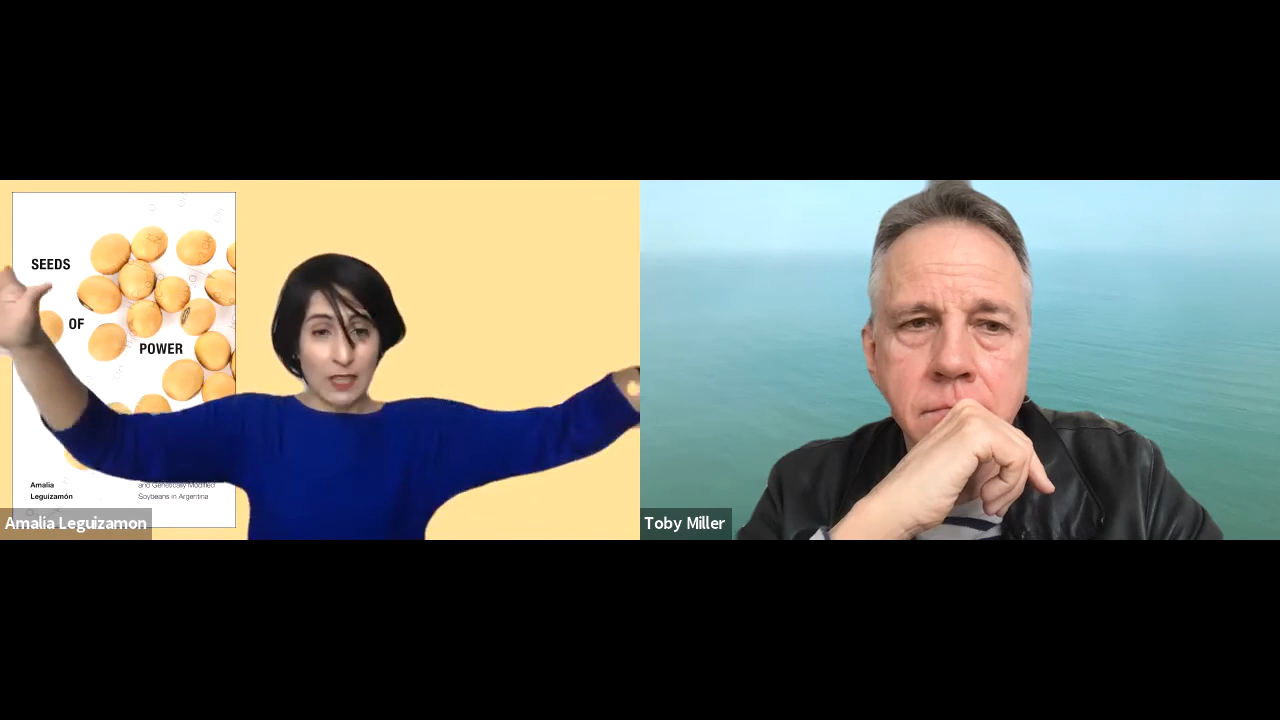 SEEDS
OF
POWER
Amalia
Leguizamón
and Genetically Modified
Soybeans in Argentina
Amalia Leguizamon
Toby Miller